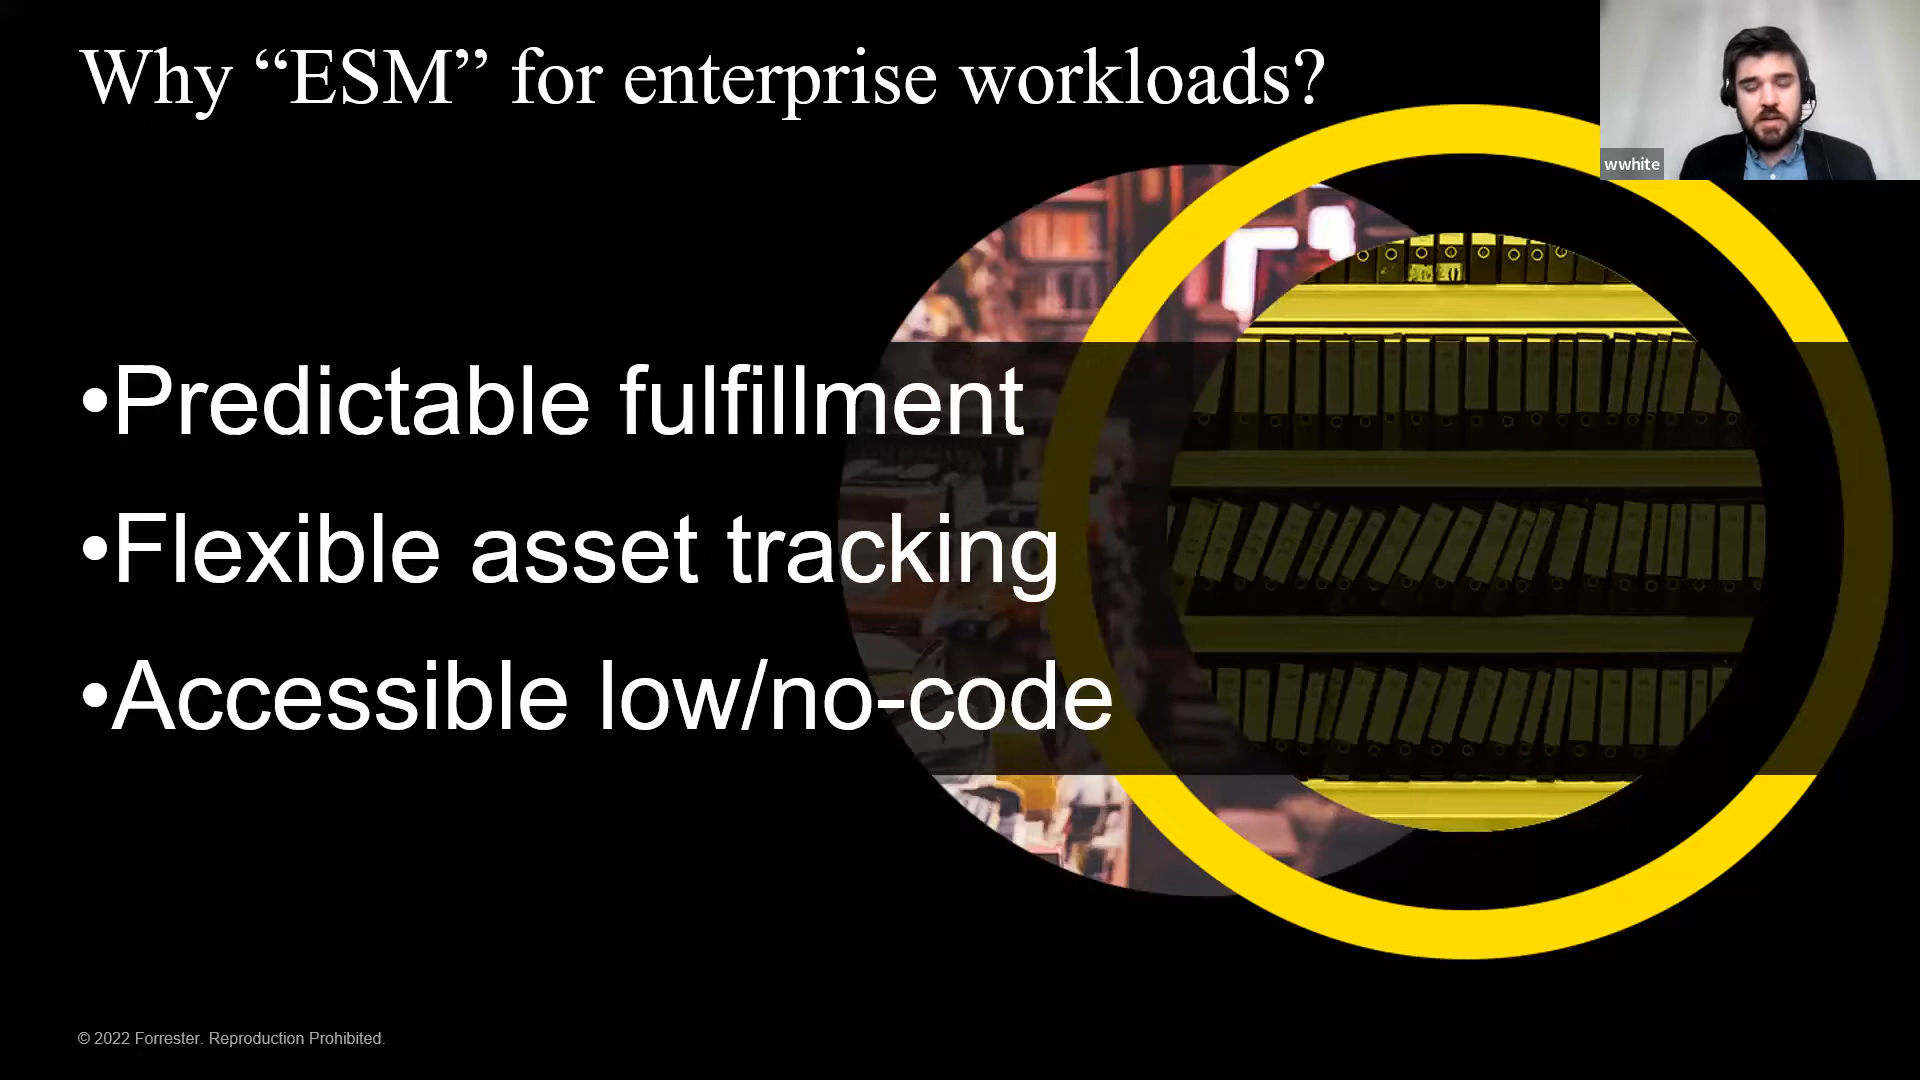 Why “ESM” for enterprise workloads?
wwhite
•Predictable fulfillment
•Flexible asset tracking
•Accessible low/no-code
© 2022 Forrester. Reproduction Prohibited.